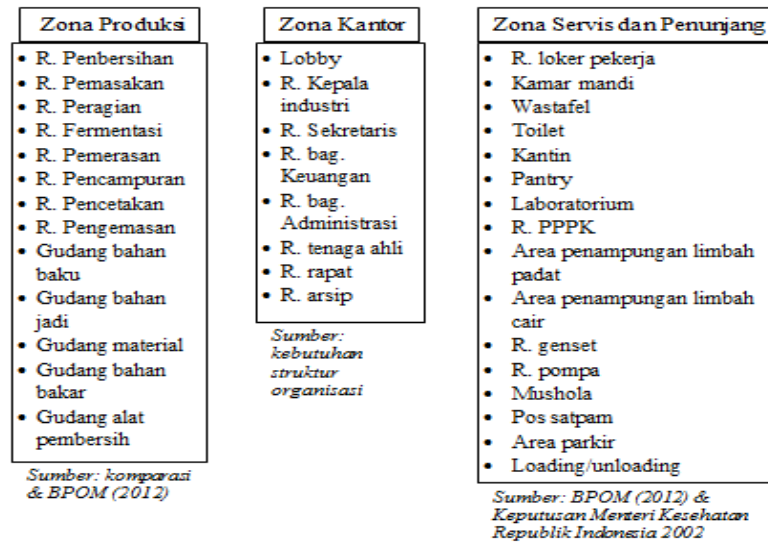 Zona Produksi
• R. Penbersihan
• R. Pemasakan
• R. Peragian
• R. Fermentasi
• R. Pemerasan
• R. Pencampuran
• R. Pencetakan
• R. Pengemasan
• Gudang bahan
baku
• Gudang bahan
jadi
• Gudang material
• Gudang bahan
bakar
• Gudang alat
pembersih
Sumber: komparasi
& BPOM (2012)
Zona Kantor
• Lobby
• R. Kepala
industri
• R. Sekretaris
• R. bag.
Keuangan
• R. bag.
Administrasi
• R. tenaga ahli
• R. rapat
• R. arsip
Sumber:
kebutuhan
struktur
organisasi
Zona Servis dan Penunjang
• R. loker pekerja
• Kamar mandi
• Wastafel
• Toilet
• Kantin
• Pantry
• Laboratorium
• R. PPPK
• Area penampungan limbah
padat
• Area penampungan limbah
cair
• R. genset
• R. pompa
• Mushola
• Pos satpam
• Area parkir
• Loading/unloading
Sumber: BPOM (2012) &
Keputusan Menteri Kesehatan
Republik Indonesia 2002